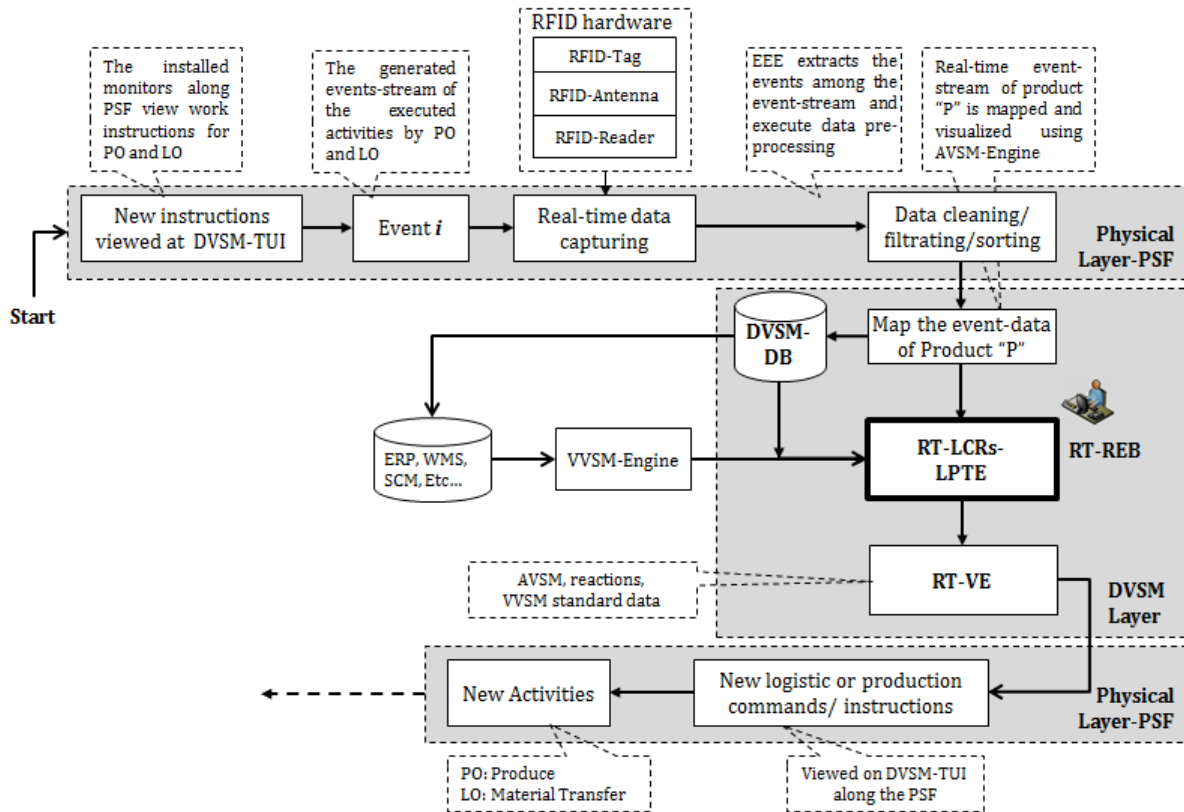 RFID hardware
RFID-Tag
RFID-Antenna
RFID-Reader
The installed
monitors along
PSF view work
instructions for
PO and LO
The generated
events-stream of
the executed
activities by PO
and LO
EEE extracts the
events among the
event-stream and
execute data pre-
processing
Real-time event-
stream of product
"P" is mapped and
visualized using
AVSM-Engine
New instructions
viewed at DVSM-TUI
Event i
Real-time data
capturing
Data cleaning/
filtrating/sorting
Physical
Layer-PSF
Start
DVSM-
DB
Map the event-data
of Product "P"
ERP, WMS,
SCM, Etc...
VVSM-Engine
RT-LCRs-
LPTE
RT-REB
AVSM, reactions,
VVSM standard data
RT-VE
DVSM
Layer
New Activities
New logistic or production
commands/ instructions
Physical
Layer-PSF
PO: Produce
LO: Material Transfer
Viewed on DVSM-TUI
along the PSF